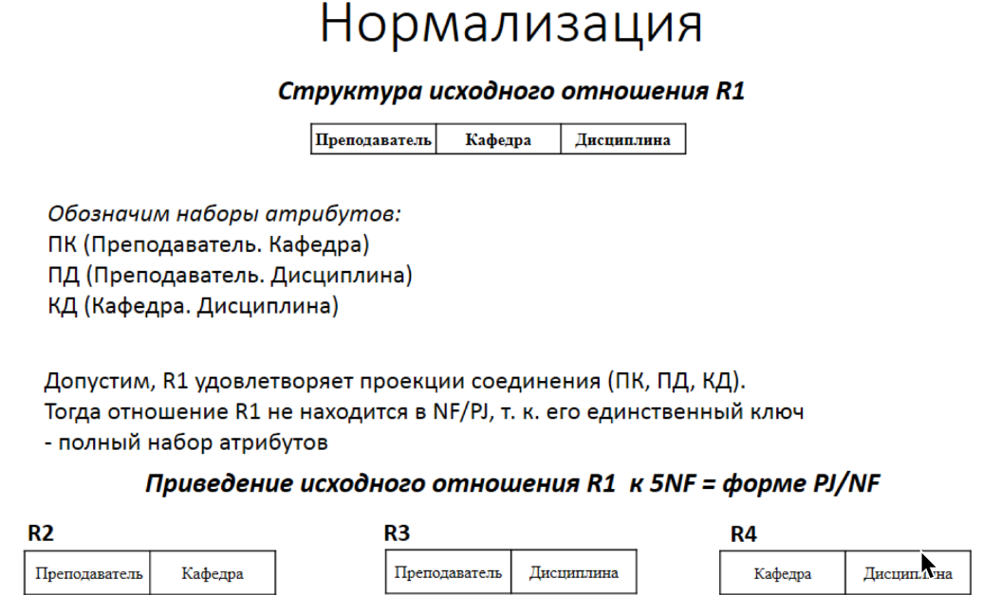 Нормализация
Структура исходного отношения R1
Преподаватель Кафедра Дисциплина
Обозначим наборы атрибутов:
ПК (Преподаватель. Кафедра)
ПД (Преподаватель. Дисциплина)
КД (Кафедра. Дисциплина)
Допустим, R1 удовлетворяет проекции соединения (ПК, ПД, КД).
Тогда отношение R1 не находится в NF/PJ, т. к. его единственный ключ
- полный набор атрибутов
Приведение исходного отношения R1 к 5NF = форме PJ/NF
R2 R3 R4
Преподаватель Кафедра Преподаватель Дисциплина Кафедра Дисциплина